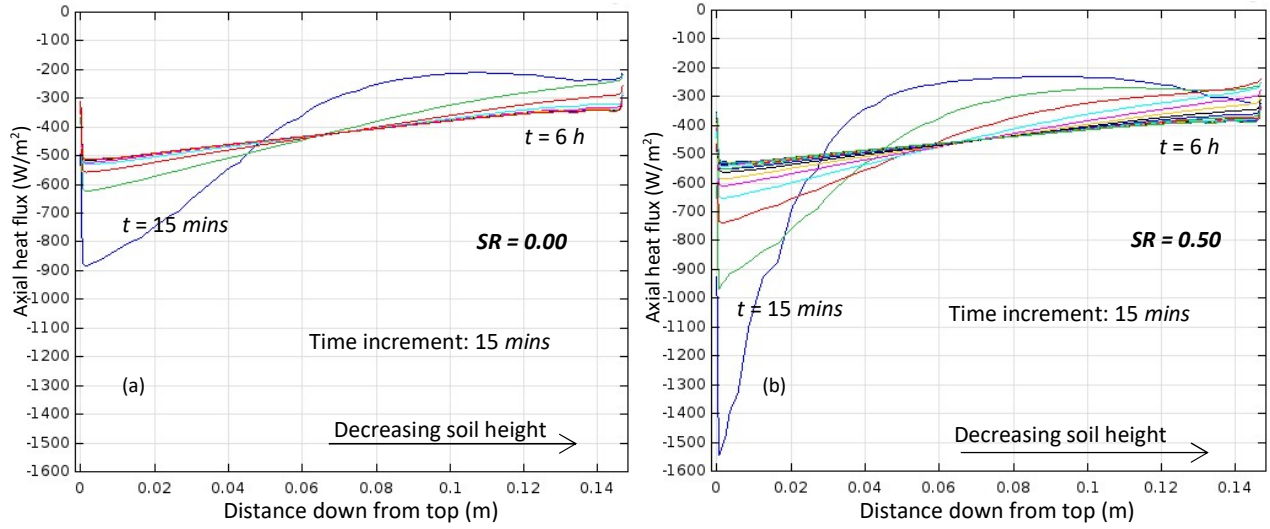 0
-100
-200
-300
-400
-500
-600
-700
-800
-900
-1000
-1100
-1200
-1300
-1400
-1500
-1600
Axial heat flux (W/m²)
t = 6 h
t = 15 mins
SR = 0.00
Time increment: 15 mins
(a)
Decreasing soil height
0 0.02 0.04 0.06 0.08 0.1 0.12 0.14
Distance down from top (m)
0
-100
-200
-300
-400
-500
-600
-700
-800
-900
-1000
-1100
-1200
-1300
-1400
-1500
-1600
Axial heat flux (W/m²)
t = 6 h
SR = 0.50
t = 15 mins
Time increment: 15 mins
(b)
Decreasing soil height
0 0.02 0.04 0.06 0.08 0.1 0.12 0.14
Distance down from top (m)